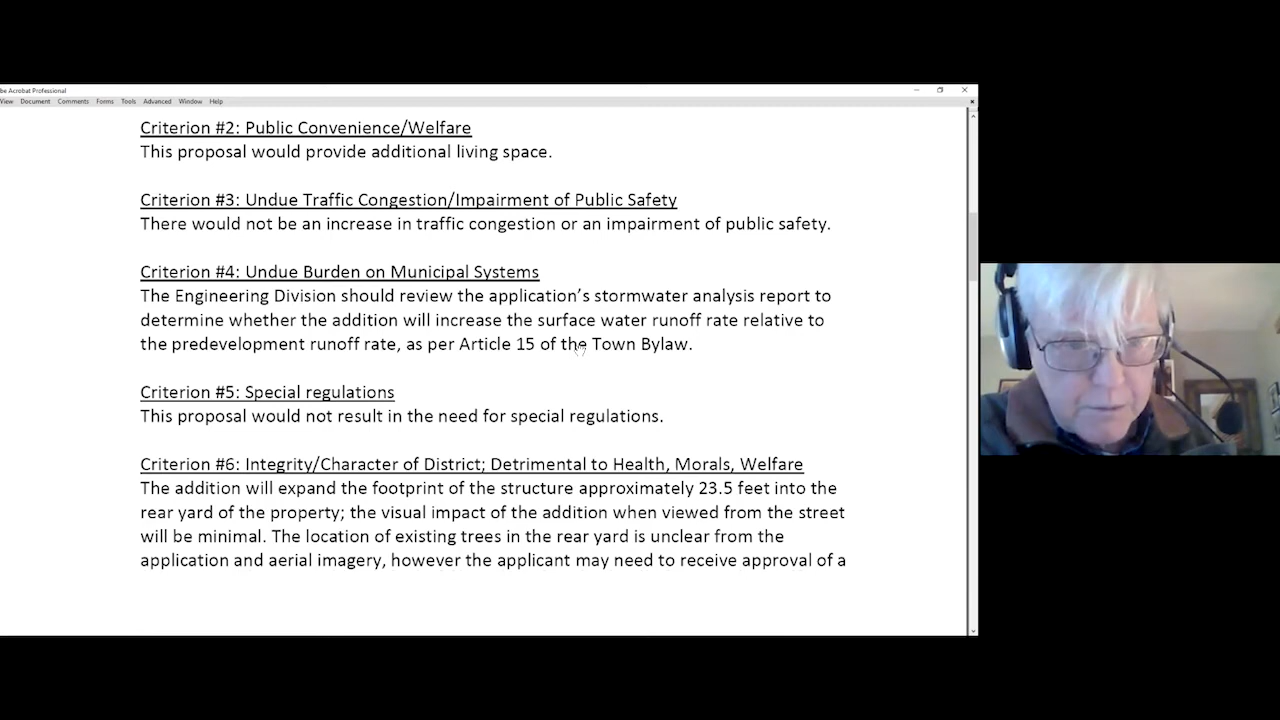 be Acrobat Professional
View Document Comments Forms Tools Advanced Window Help
Criterion #2: Public Convenience/Welfare
This proposal would provide additional living space.
Criterion #3: Undue Traffic Congestion/Impairment of Public Safety
There would not be an increase in traffic congestion or an impairment of public safety.
Criterion #4: Undue Burden on Municipal Systems
The Engineering Division should review the application’s stormwater analysis report to
determine whether the addition will increase the surface water runoff rate relative to
the predevelopment runoff rate, as per Article 15 of the Town Bylaw.
Criterion #5: Special regulations
This proposal would not result in the need for special regulations.
Criterion #6: Integrity/Character of District; Detrimental to Health, Morals, Welfare
The addition will expand the footprint of the structure approximately 23.5 feet into the
rear yard of the property; the visual impact of the addition when viewed from the street
will be minimal. The location of existing trees in the rear yard is unclear from the
application and aerial imagery, however the applicant may need to receive approval of a